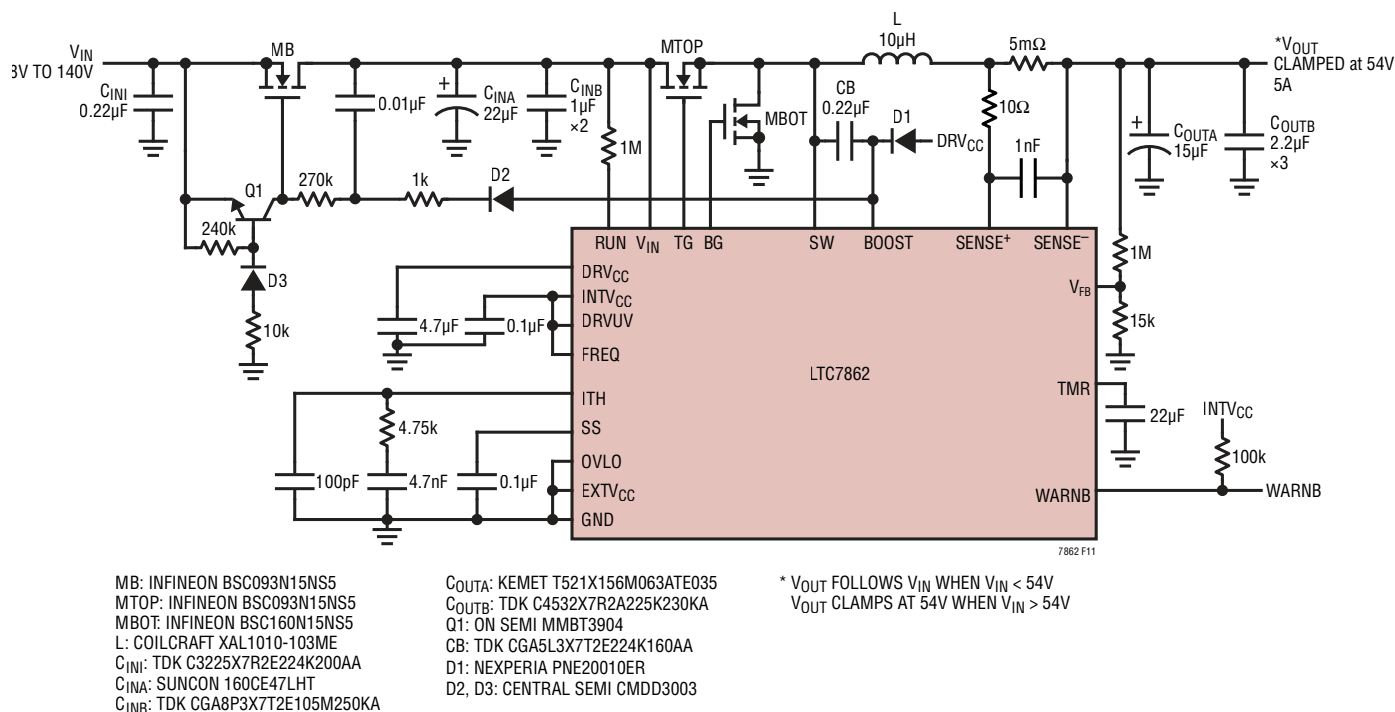 L
10µH
MB
MTOP
5mΩ
VIN
3V TO 140V
*VOUT
CLAMPED at 54V
5A
CINI
0.22µF
0.01µF
+
CINA
22µF
CINB
1µF
×2
1M
MBOT
CB
0.22µF
D1
DRVCC
10Ω
1nF
+
COUTA
15µF
COUTB
2.2µF
×3
Q1
270k
1k
D2
240k
D3
10k
RUN VIN TG BG SW BOOST SENSE+ SENSE–
DRVCC
INTVCC
DRVUV
FREQ
4.7µF
0.1µF
VFB
1M
15k
LTC7862
ITH
SS
OVLO
EXTVCC
GND
4.75k
100pF
4.7nF
0.1µF
TMR
22µF
INTVCC
100k
WARNB
WARNB
7862 F11
MB: INFINEON BSC093N15NS5
MTOP: INFINEON BSC093N15NS5
MBOT: INFINEON BSC160N15NS5
L: COILCRAFT XAL1010-103ME
CINI: TDK C3225X7R2E224K200AA
CINA: SUNCON 160CE47LHT
CINB: TDK CGA8P3X7T2E105M250KA
COUTA: KEMET T521X156M063ATE035
COUTB: TDK C4532X7R2A225K230KA
Q1: ON SEMI MMBT3904
CB: TDK CGA5L3X7T2E224K160AA
D1: NEXPERIA PNE20010ER
D2, D3: CENTRAL SEMI CMDD3003
* VOUT FOLLOWS VIN WHEN VIN < 54V
VOUT CLAMPS AT 54V WHEN VIN > 54V